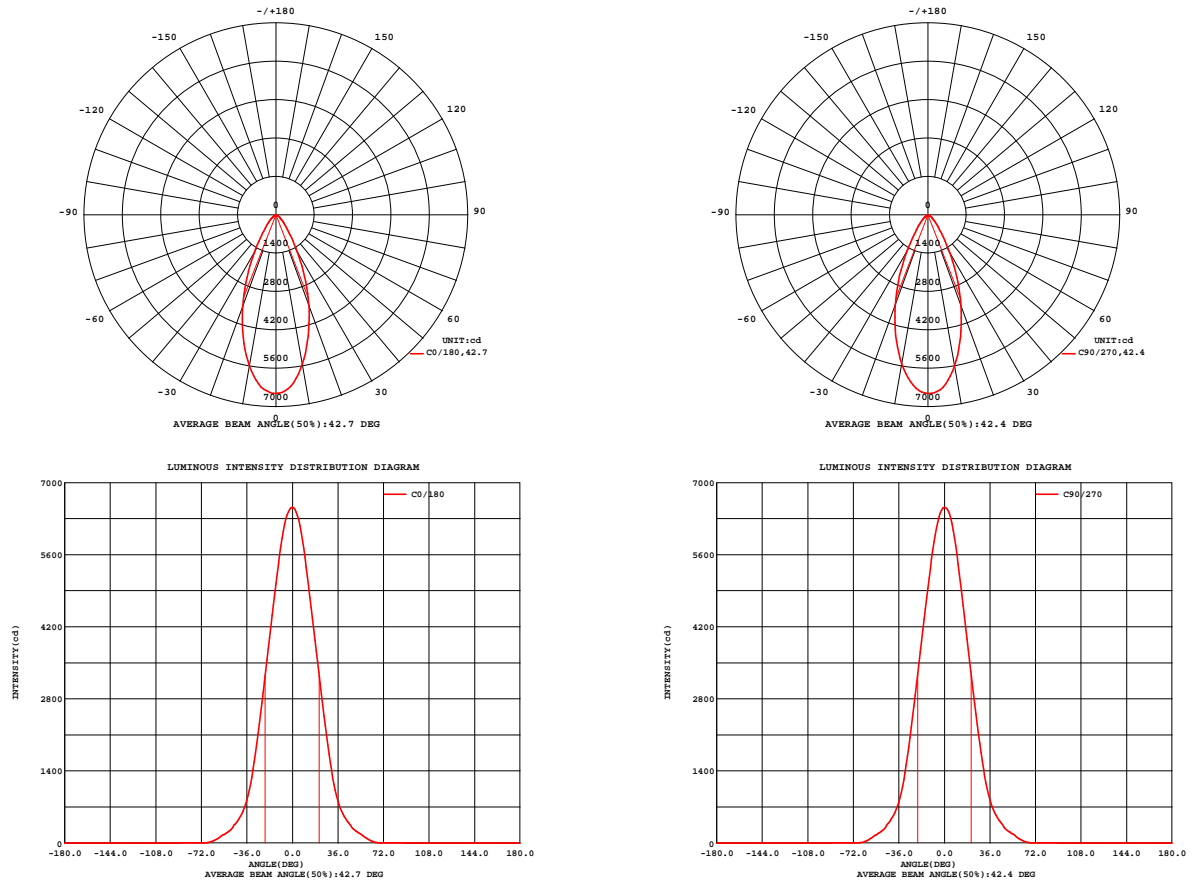 -/+180
-150
150
-120
120
-90
90
-60
60
-30
30
0
0
1400
2800
4200
5600
7000
UNIT:cd
C0/180,42.7
AVERAGE BEAM ANGLE(50%):42.7 DEG
-/+180
-150
150
-120
120
-90
90
-60
60
-30
30
0
0
1400
2800
4200
5600
7000
UNIT:cd
C90/270,42.4
AVERAGE BEAM ANGLE(50%):42.4 DEG
LUMINOUS INTENSITY DISTRIBUTION DIAGRAM
C0/180
INTENSITY(cd)
7000
5600
4200
2800
1400
0
-180.0 -144.0 -108.0 -72.0 -36.0 0.0 36.0 72.0 108.0 144.0 180.0
ANGLE(DEG)
AVERAGE BEAM ANGLE(50%):42.7 DEG
LUMINOUS INTENSITY DISTRIBUTION DIAGRAM
C90/270
INTENSITY(cd)
7000
5600
4200
2800
1400
0
-180.0 -144.0 -108.0 -72.0 -36.0 0.0 36.0 72.0 108.0 144.0 180.0
ANGLE(DEG)
AVERAGE BEAM ANGLE(50%):42.4 DEG